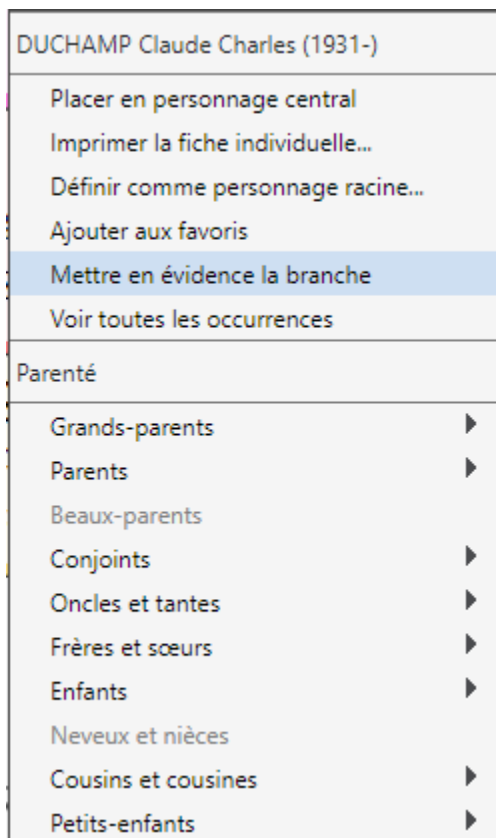 DUCHAMP Claude Charles (1931-)
Placer en personnage central
Imprimer la fiche individuelle...
Définir comme personnage racine...
Ajouter aux favoris
Mettre en évidence la branche
Voir toutes les occurrences
Parenté
Grands-parents
Parents
Beaux-parents
Conjoints
Oncles et tantes
Frères et sœurs
Enfants
Neveux et nièces
Cousins et cousines
Petits-enfants